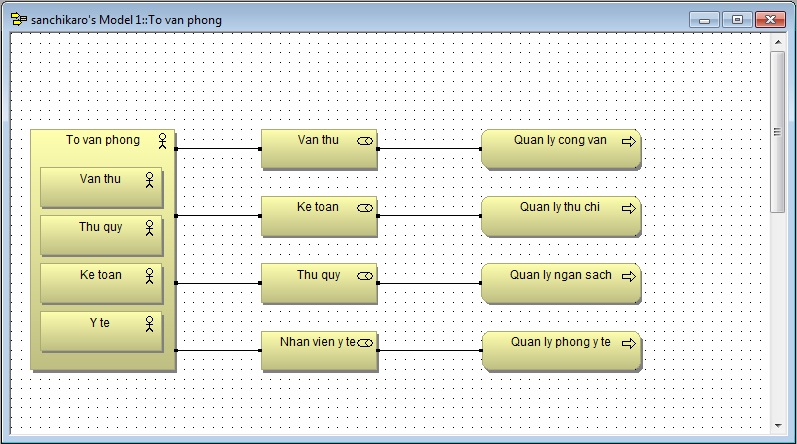 sanchikaro's Model 1::To van phong
To van phong
Van thu
Thu quy
Ke toan
Y te
Van thu
Quan ly cong van
Ke toan
Quan ly thu chi
Thu quy
Quan ly ngan sach
Nhan vien y te
Quan ly phong y te